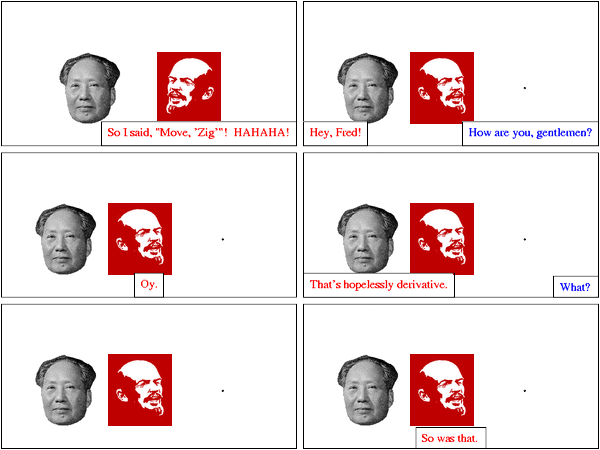 So I said, "Move, 'Zig'"! HAHAHA!
Hey, Fred!
How are you, gentlemen?
Oy.
That's hopelessly derivative.
What?
So was that.